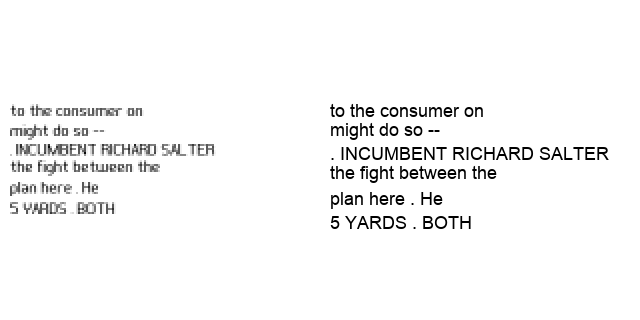 to the consumer on
might do so --
. INCUMBENT RICHARD SALTER
the fight between the
plan here . He
5 YARDS . BOTH
to the consumer on
might do so --
. INCUMBENT RICHARD SALTER
the fight between the
plan here . He
5 YARDS . BOTH